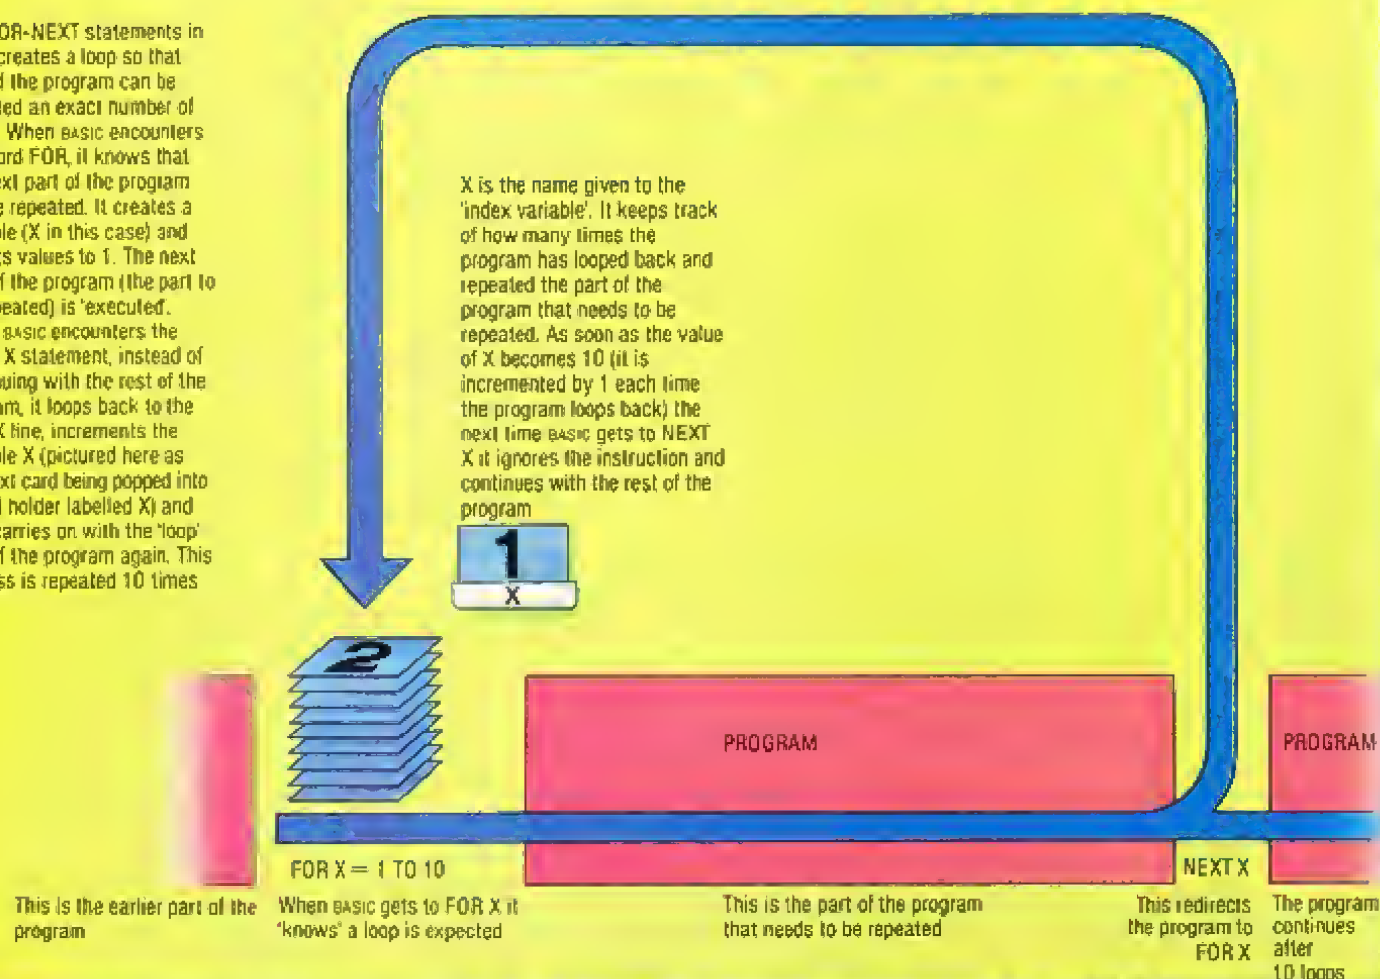 OR-NEXT statements in
creates a loop so that
the program can be
ted an exact number of
When BASIC encounters
ord FOR, it knows that
ext part of the program
e repeated. It creates a
le (X in this case) and
ts values to 1. The next
f the program (the part to
peated) is 'executed'.
BASIC encounters the
X statement, instead of
uing with the rest of the
am, it loops back to the
X line, increments the
le X (pictured here as
xt card being popped into
holder labelled X) and
carries on with the 'loop'
f the program again. This
ss is repeated 10 times
X is the name given to the
'index variable'. It keeps track
of how many times the
program has looped back and
repeated the part of the
program that needs to be
repeated. As soon as the value
of X becomes 10 (it is
incremented by 1 each time
the program loops back) the
next time BASIC gets to NEXT
X it ignores the instruction and
continues with the rest of the
program
1
X
2
PROGRAM
PROGRAM
FOR X = 1 TO 10
NEXT X
This is the earlier part of the
program
When BASIC gets to FOR X it
'knows' a loop is expected
This is the part of the program
that needs to be repeated
This redirects
the program to
FOR X
The program
continues
after
10 loops